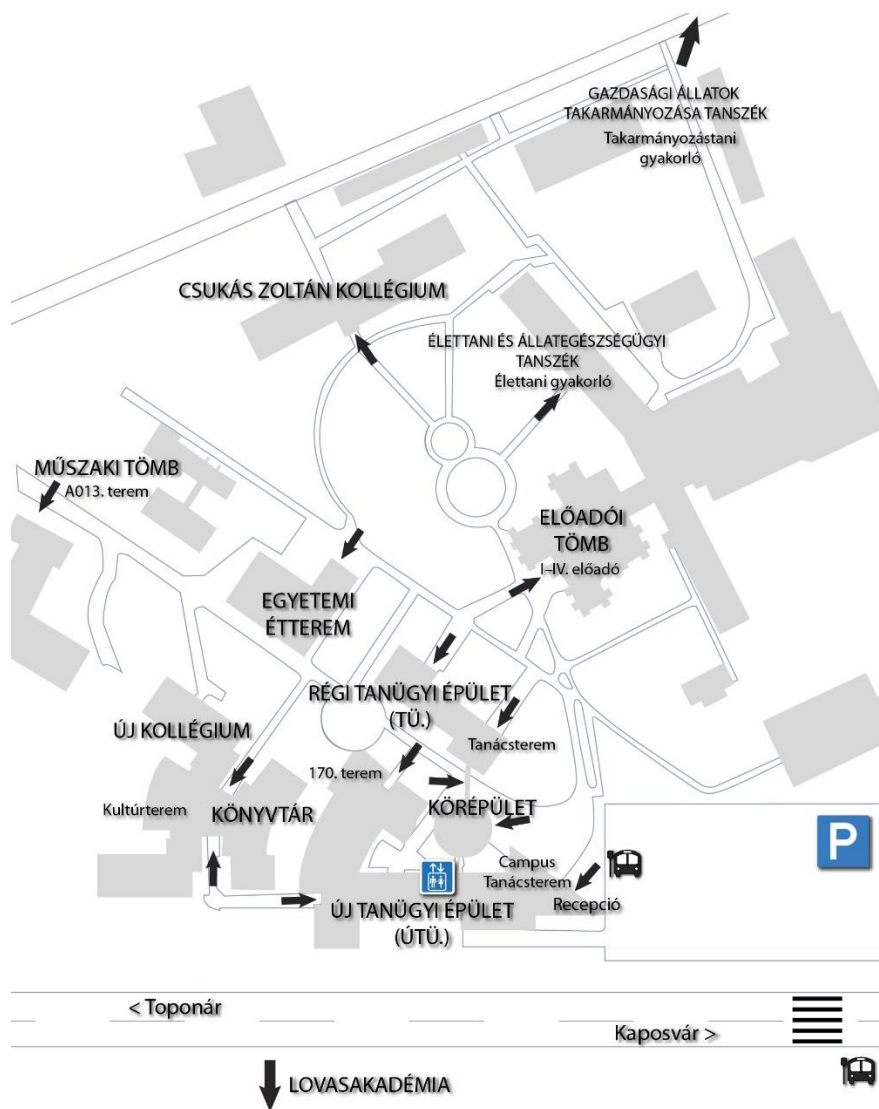 GAZDASÁGI ÁLLATOK
TAKARMÁNYOZÁSA TANSZÉK
Takarmányozástani
gyakorló
CSUKÁS ZOLTÁN KOLLÉGIUM
ÉLETTANI ÉS ÁLLATEGÉSZSÉGÜGYI
TANSZÉK
Élettani gyakorló
MŰSZAKI TÖMB
A013. terem
ELŐADÓI
TÖMB
I–IV. előadó
EGYETEMI
ÉTTEREM
RÉGI TANÜGYI ÉPÜLET
(TÜ.)
ÚJ KOLLÉGIUM
Tanácsterem
170. terem
Kultúrterem
KÖNYVTÁR
KÖRÉPÜLET
P
Campus
Tanácsterem
Recepció
ÚJ TANÜGYI ÉPÜLET
(ÚTÜ.)
< Toponár
Kaposvár >
LOVASAKADÉMIA